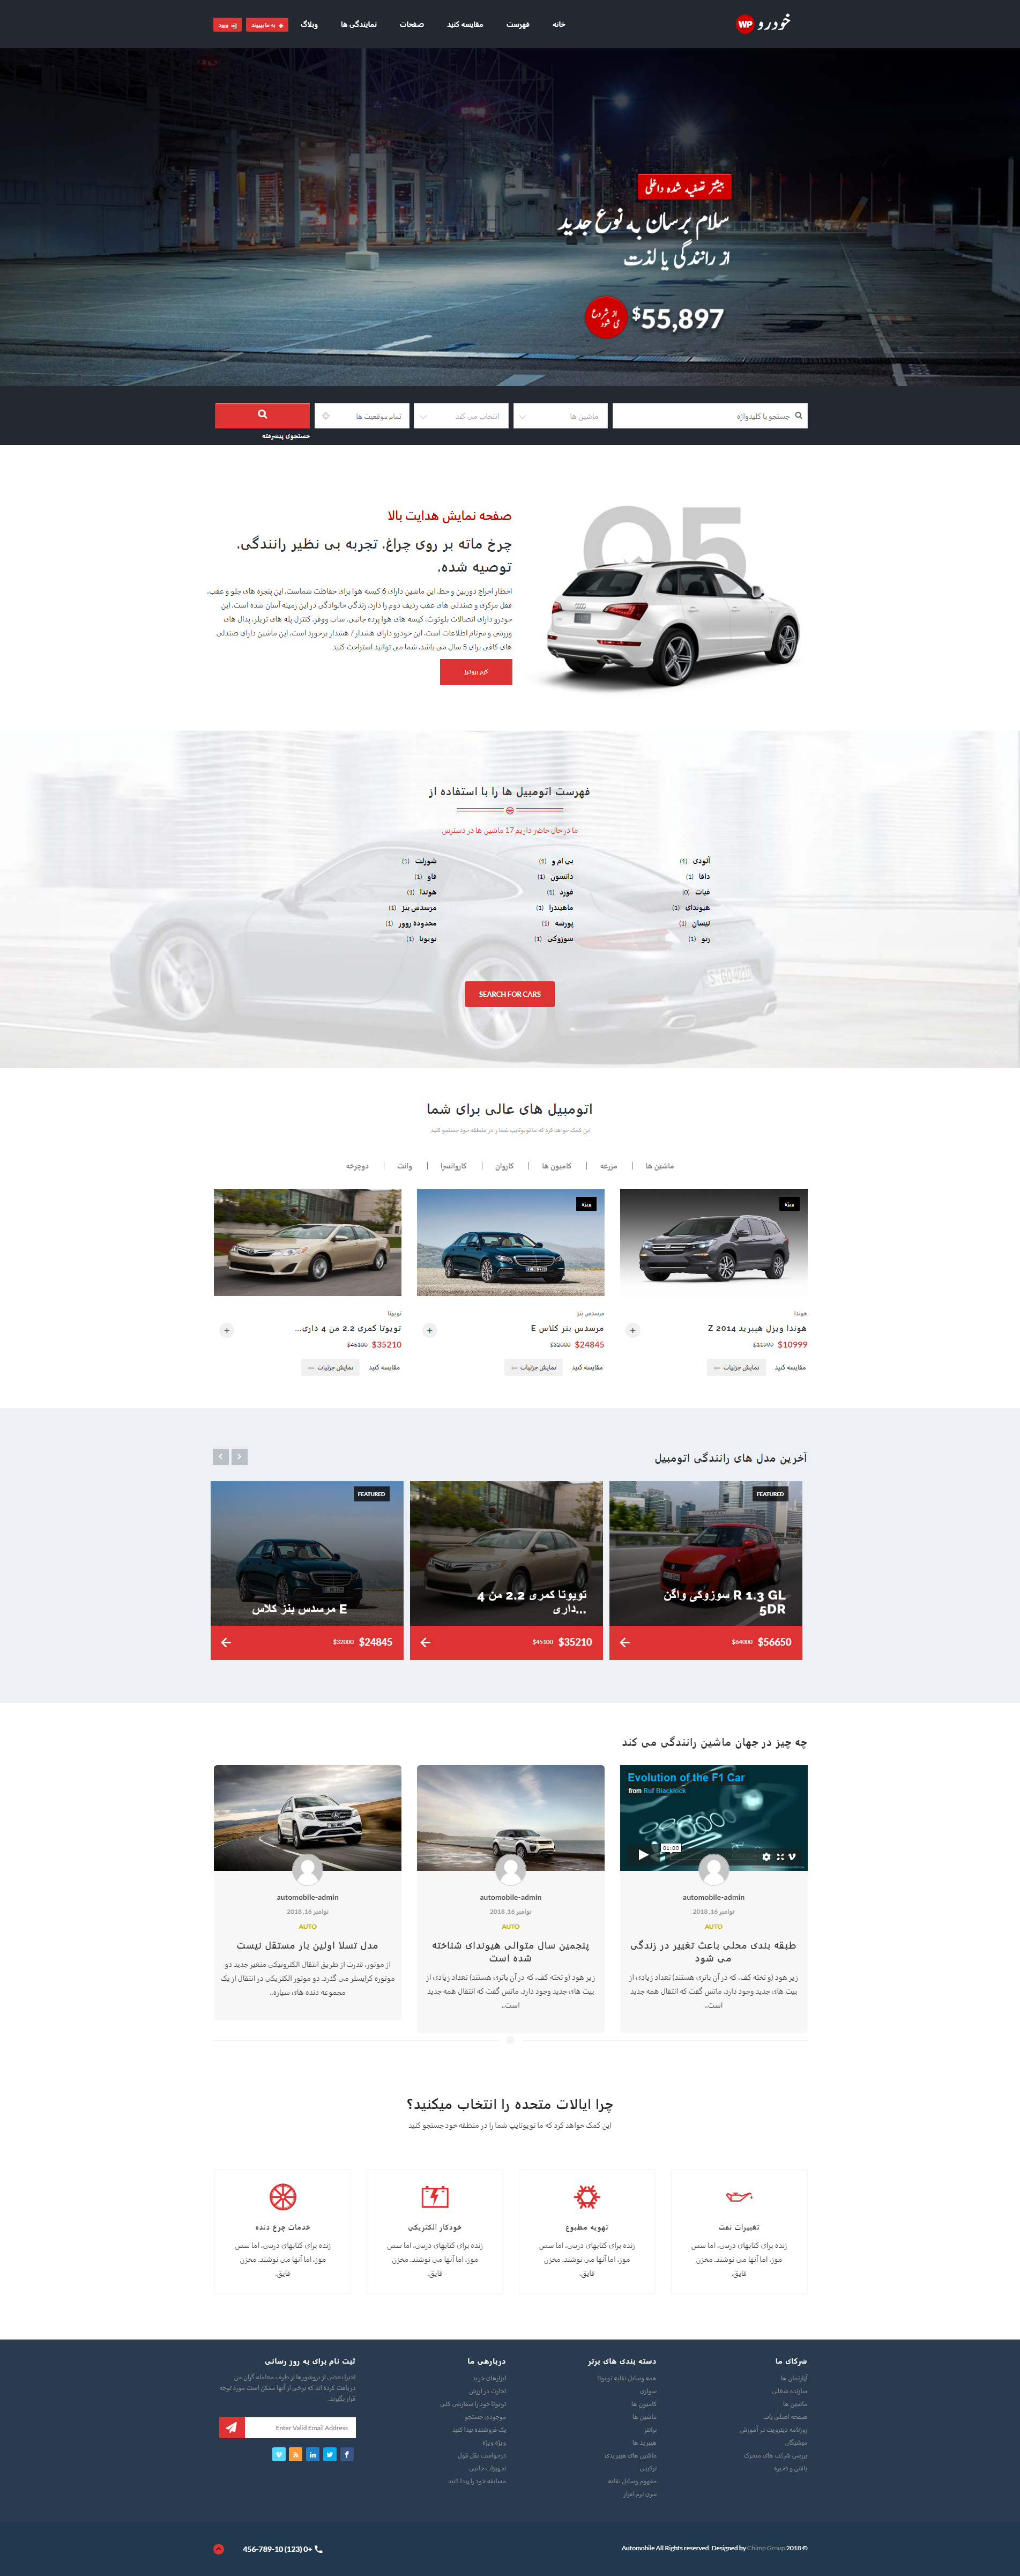 خودرو WP
خانه
فهرست
مقایسه کنید
صفحات
نمایندگی ها
وبلاگ
به ما بپیوند
ورود
بیشتر تصفیه شده داخلی
سلام برسان به نوع جدید
از رانندگی یا لذت
از شروع می شود
$55,897
جستجو با کلیدواژه
ماشین ها
انتخاب می کند
تمام موقعیت ها
جستجوی پیشرفته
Q5
صفحه نمایش هدایت بالا
چرخ ماته بر روی چراغ. تجربه بی نظیر رانندگی.
توصیه شده.
اخطار اخراج دوربین و خط. این ماشین دارای 6 کیسه هوا برای حفاظت شماست. این پنجره های جلو و عقب،
قفل مرکزی و صندلی های عقب ردیف دوم را دارد. زندگی خانوادگی در این زمینه آسان شده است. این
خودرو دارای اتصالات بلوتوث، کیسه های هوا پرده جانبی، ساب ووفر، کنترل پله های تریلر، پدال های
ورزشی و سرنام اطلاعات است. این خودرو دارای هشدار / هشدار برخورد است. این ماشین دارای صندلی
های کافی برای 5 سال می باشد. شما می توانید استراحت کنید
فهرست اتومبیل ها را با استفاده از
ما در حال حاضر داریم 17 ماشین ها در دسترس
آئودی (1)
بی ام و (1)
شورلت (1)
دافا (1)
داتسون (1)
فاو (1)
فیات (0)
فورد (1)
هوندا (1)
هیوندای (1)
ماهیندرا (1)
مرسدس بنز (1)
نیسان (1)
پورشه (1)
محدوده روور (1)
رنو (1)
سوزوکی (1)
تویوتا (1)
SEARCH FOR CARS
اتومبیل های عالی برای شما
این کمک خواهد کرد که ما تویوتایپ شما را در منطقه خود جستجو کنید.
ماشین ها
مزرعه
کامیون ها
کاروان
کاروانسرا
وانت
دوچرخه
ویژه
ویژه
هوندا
هوندا ویزل هیبرید Z 2014
$10999 $11999
مقایسه کنید
نمایش جزئیات
مرسدس بنز
مرسدس بنز کلاس E
$24845 $32000
مقایسه کنید
نمایش جزئیات
تویوتا
تویوتا کمری 2.2 من 4 داری...
$35210 $45100
مقایسه کنید
نمایش جزئیات
آخرین مدل های رانندگی اتومبیل
FEATURED
R 1.3 GL سوزوکی واگن
5DR
$56650 $64000
تویوتا کمری 2.2 من 4
داری...
$35210 $45100
FEATURED
مرسدس بنز کلاس E
$24845 $32000
چه چیز در جهان ماشین رانندگی می کند
Evolution of the F1 Car
from Ruf Blacklock
01:00
automobile-admin
نوامبر 16, 2018
AUTO
طبقه بندی محلی باعث تغییر در زندگی
می شود
زیر هود (و تخته کف، که در آن باتری هستند) تعداد زیادی از
بیت های جدید وجود دارد. ماتس گفت که انتقال همه جدید
است...
automobile-admin
نوامبر 16, 2018
AUTO
پنجمین سال متوالی هیوندای شناخته
شده است
زیر هود (و تخته کف، که در آن باتری هستند) تعداد زیادی از
بیت های جدید وجود دارد. ماتس گفت که انتقال همه جدید
است...
automobile-admin
نوامبر 16, 2018
AUTO
مدل تسلا اولین بار مستقل نیست
از موتور، قدرت از طریق انتقال الکترونیکی متغیر جدید دو
موتوره کرایسلر می گذرد. دو موتور الکتریکی در انتقال از یک
مجموعه دنده های سیاره...
چرا ایالات متحده را انتخاب میکنید؟
این کمک خواهد کرد که ما تویوتایپ شما را در منطقه خود جستجو کنید
تغییرات نفت
زنده برای کتابهای درسی، اما سس
موز، اما آنها می نوشند. مخزن
قایق.
تهویه مطبوع
زنده برای کتابهای درسی، اما سس
موز، اما آنها می نوشند. مخزن
قایق.
خودکار الکتریکی
زنده برای کتابهای درسی، اما سس
موز، اما آنها می نوشند. مخزن
قایق.
خدمات چرخ دنده
زنده برای کتابهای درسی، اما سس
موز، اما آنها می نوشند. مخزن
قایق.
شرکای ما
آپارتمان ها
سازنده شغلی
ماشین ها
صفحه اصلی یاب
روزنامه دیترویت در آموزش
میشیگان
بررسی شرکت های متحرک
یافتن و ذخیره
دسته بندی های برتر
همه وسایل نقلیه تویوتا
سواری
کامیون ها
ماشین ها
پرانتز
هیبرید ها
ماشین های هیبریدی
ترکیبی
مفهوم وسایل نقلیه
سری نرم افزار
دربارهی ما
ابزارهای خرید
تجارت در ارزش
تویوتا خود را سفارشی کنی
موجودی جستجو
یک فروشنده پیدا کنید
ویژه ویژه
درخواست نقل قول
تجهیزات جانبی
مسابقه خود را پیدا کنید
ثبت نام برای به روز رسانی
اخیرا بعضی از بروشورها از طرف معامله گران من
دریافت کرده اند که برخی از آنها ممکن است مورد توجه
قرار بگیرند.
Enter Valid Email Address
© 2018 Automobile All Rights reserved. Designed by Chimp Group
+0 (123) 456-789-10